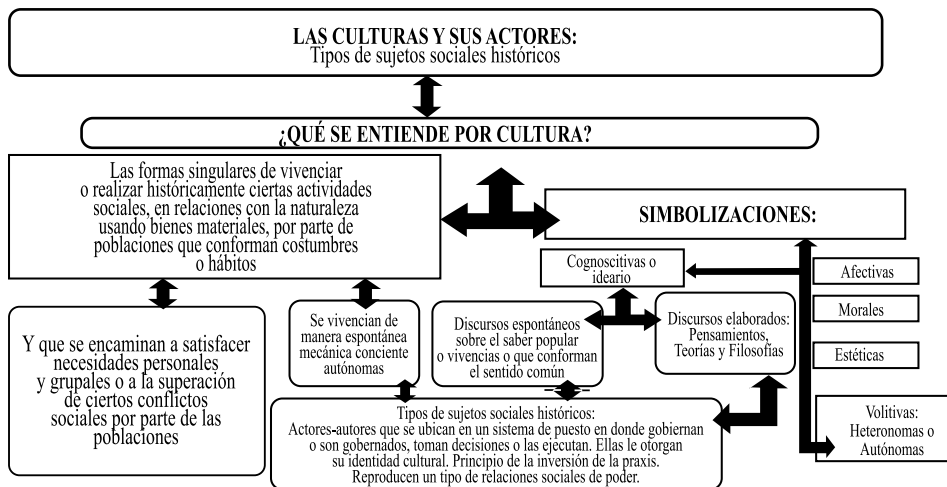 LAS CULTURAS Y SUS ACTORES:
Tipos de sujetos sociales históricos
¿QUÉ SE ENTIENDE POR CULTURA?
Las formas singulares de vivenciar
o realizar históricamente ciertas actividades
sociales, en relaciones con la naturaleza
usando bienes materiales, por parte de
poblaciones que conforman costumbres
o hábitos
SIMBOLIZACIONES:
Cognoscitivas o
ideario
Afectivas
Morales
Estéticas
Volitivas:
Heteronomas o
Autónomas
Y que se encaminan a satisfacer
necesidades personales
y grupales o a la superación
de ciertos conflictos
sociales por parte de las
poblaciones
Se vivencian de
manera espontánea
mecánica conciente
autónomas
Discursos espontáneos
sobre el saber popular
o vivencias o que conforman
el sentido común
Discursos elaborados:
Pensamientos,
Teorías y Filosofías
Tipos de sujetos sociales históricos:
Actores-autores que se ubican en un sistema de puesto en donde gobiernan
o son gobernados, toman decisiones o las ejecutan. Ellas le otorgan
su identidad cultural. Principio de la inversión de la praxis.
Reproducen un tipo de relaciones sociales de poder.